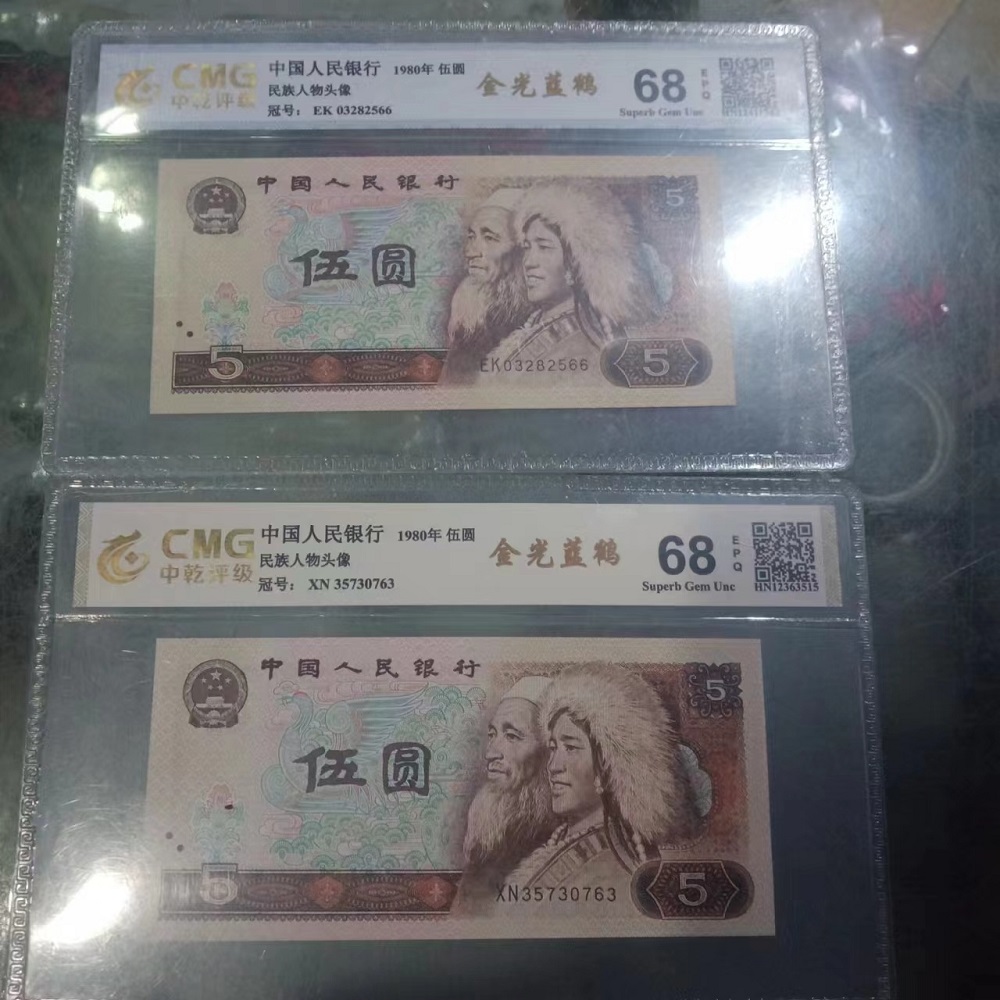 CMG
中乾评级
中国人民银行 1980年 伍圆
民族人物头像
冠号： EK 03282566
金光蓝鹤
68
EPQ
Superb Gem Unc
中国人民银行
5
伍圆
5
EK03282566
5
CMG
中乾评级
中国人民银行 1980年 伍圆
民族人物头像
冠号： XN 35730763
金光蓝鹤
68
EPQ
Superb Gem Unc
HN12363515
中国人民银行
5
伍圆
5
XN35730763
5